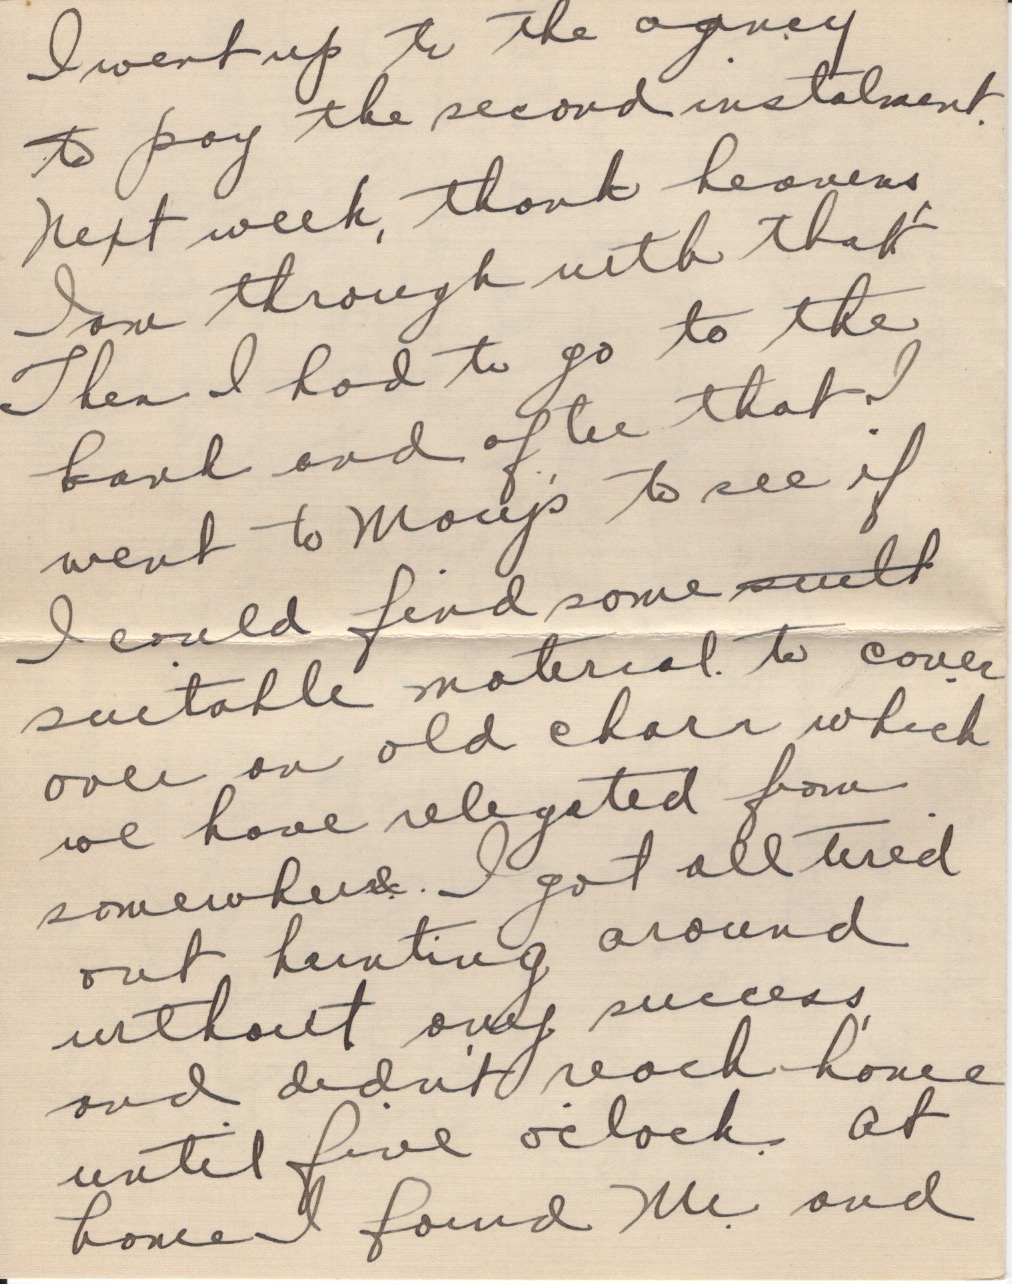 I went up to the agency
to pay the second instalment.
Next week, thank heavens,
I am through with that.
Then I had to go to the
bank and after that I
went to Macy's to see if
I could find some suitt
suitable material to cover
over an old chair which
we have relegated from
somewhere. I got all tired
out hunting around
without any success,
and didn't reach home
until five o'clock. At
home I found Mr. and